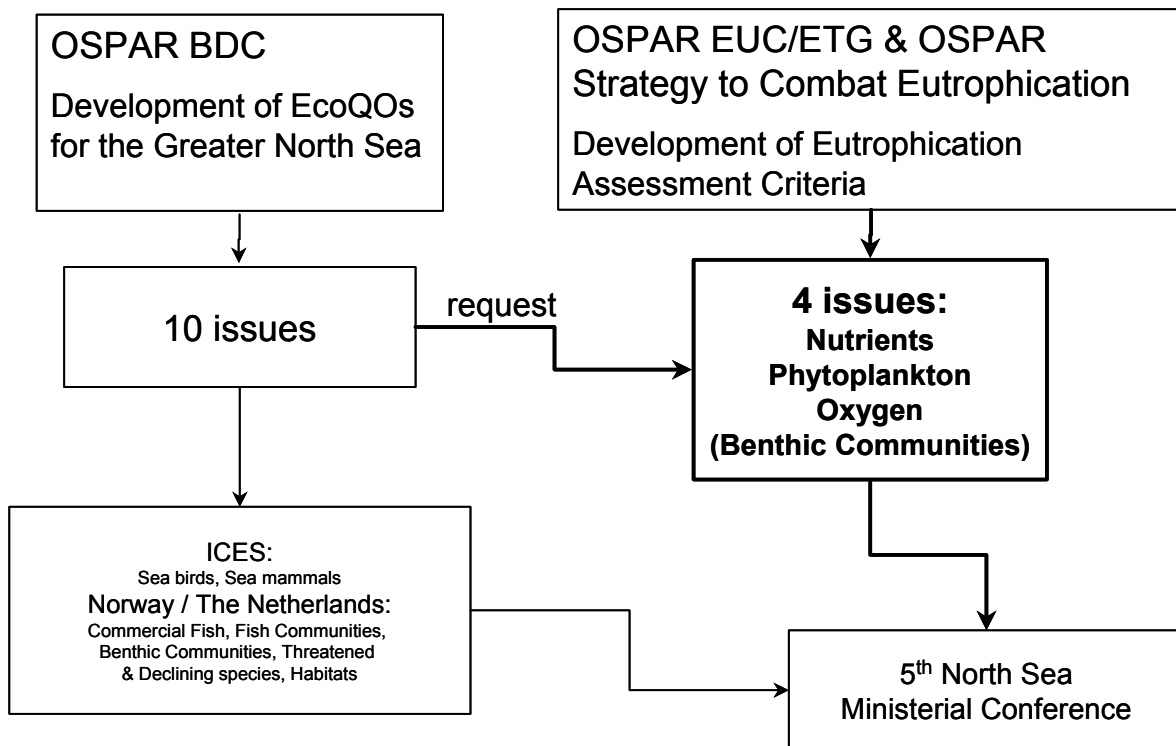 OSPAR BDC
Development of EcoQOs
for the Greater North Sea
OSPAR EUC/ETG & OSPAR
Strategy to Combat Eutrophication
Development of Eutrophication
Assessment Criteria
10 issues
request
4 issues:
Nutrients
Phytoplankton
Oxygen
(Benthic Communities)
ICES:
Sea birds, Sea mammals
Norway / The Netherlands:
Commercial Fish, Fish Communities,
Benthic Communities, Threatened
& Declining species, Habitats
5th North Sea
Ministerial Conference